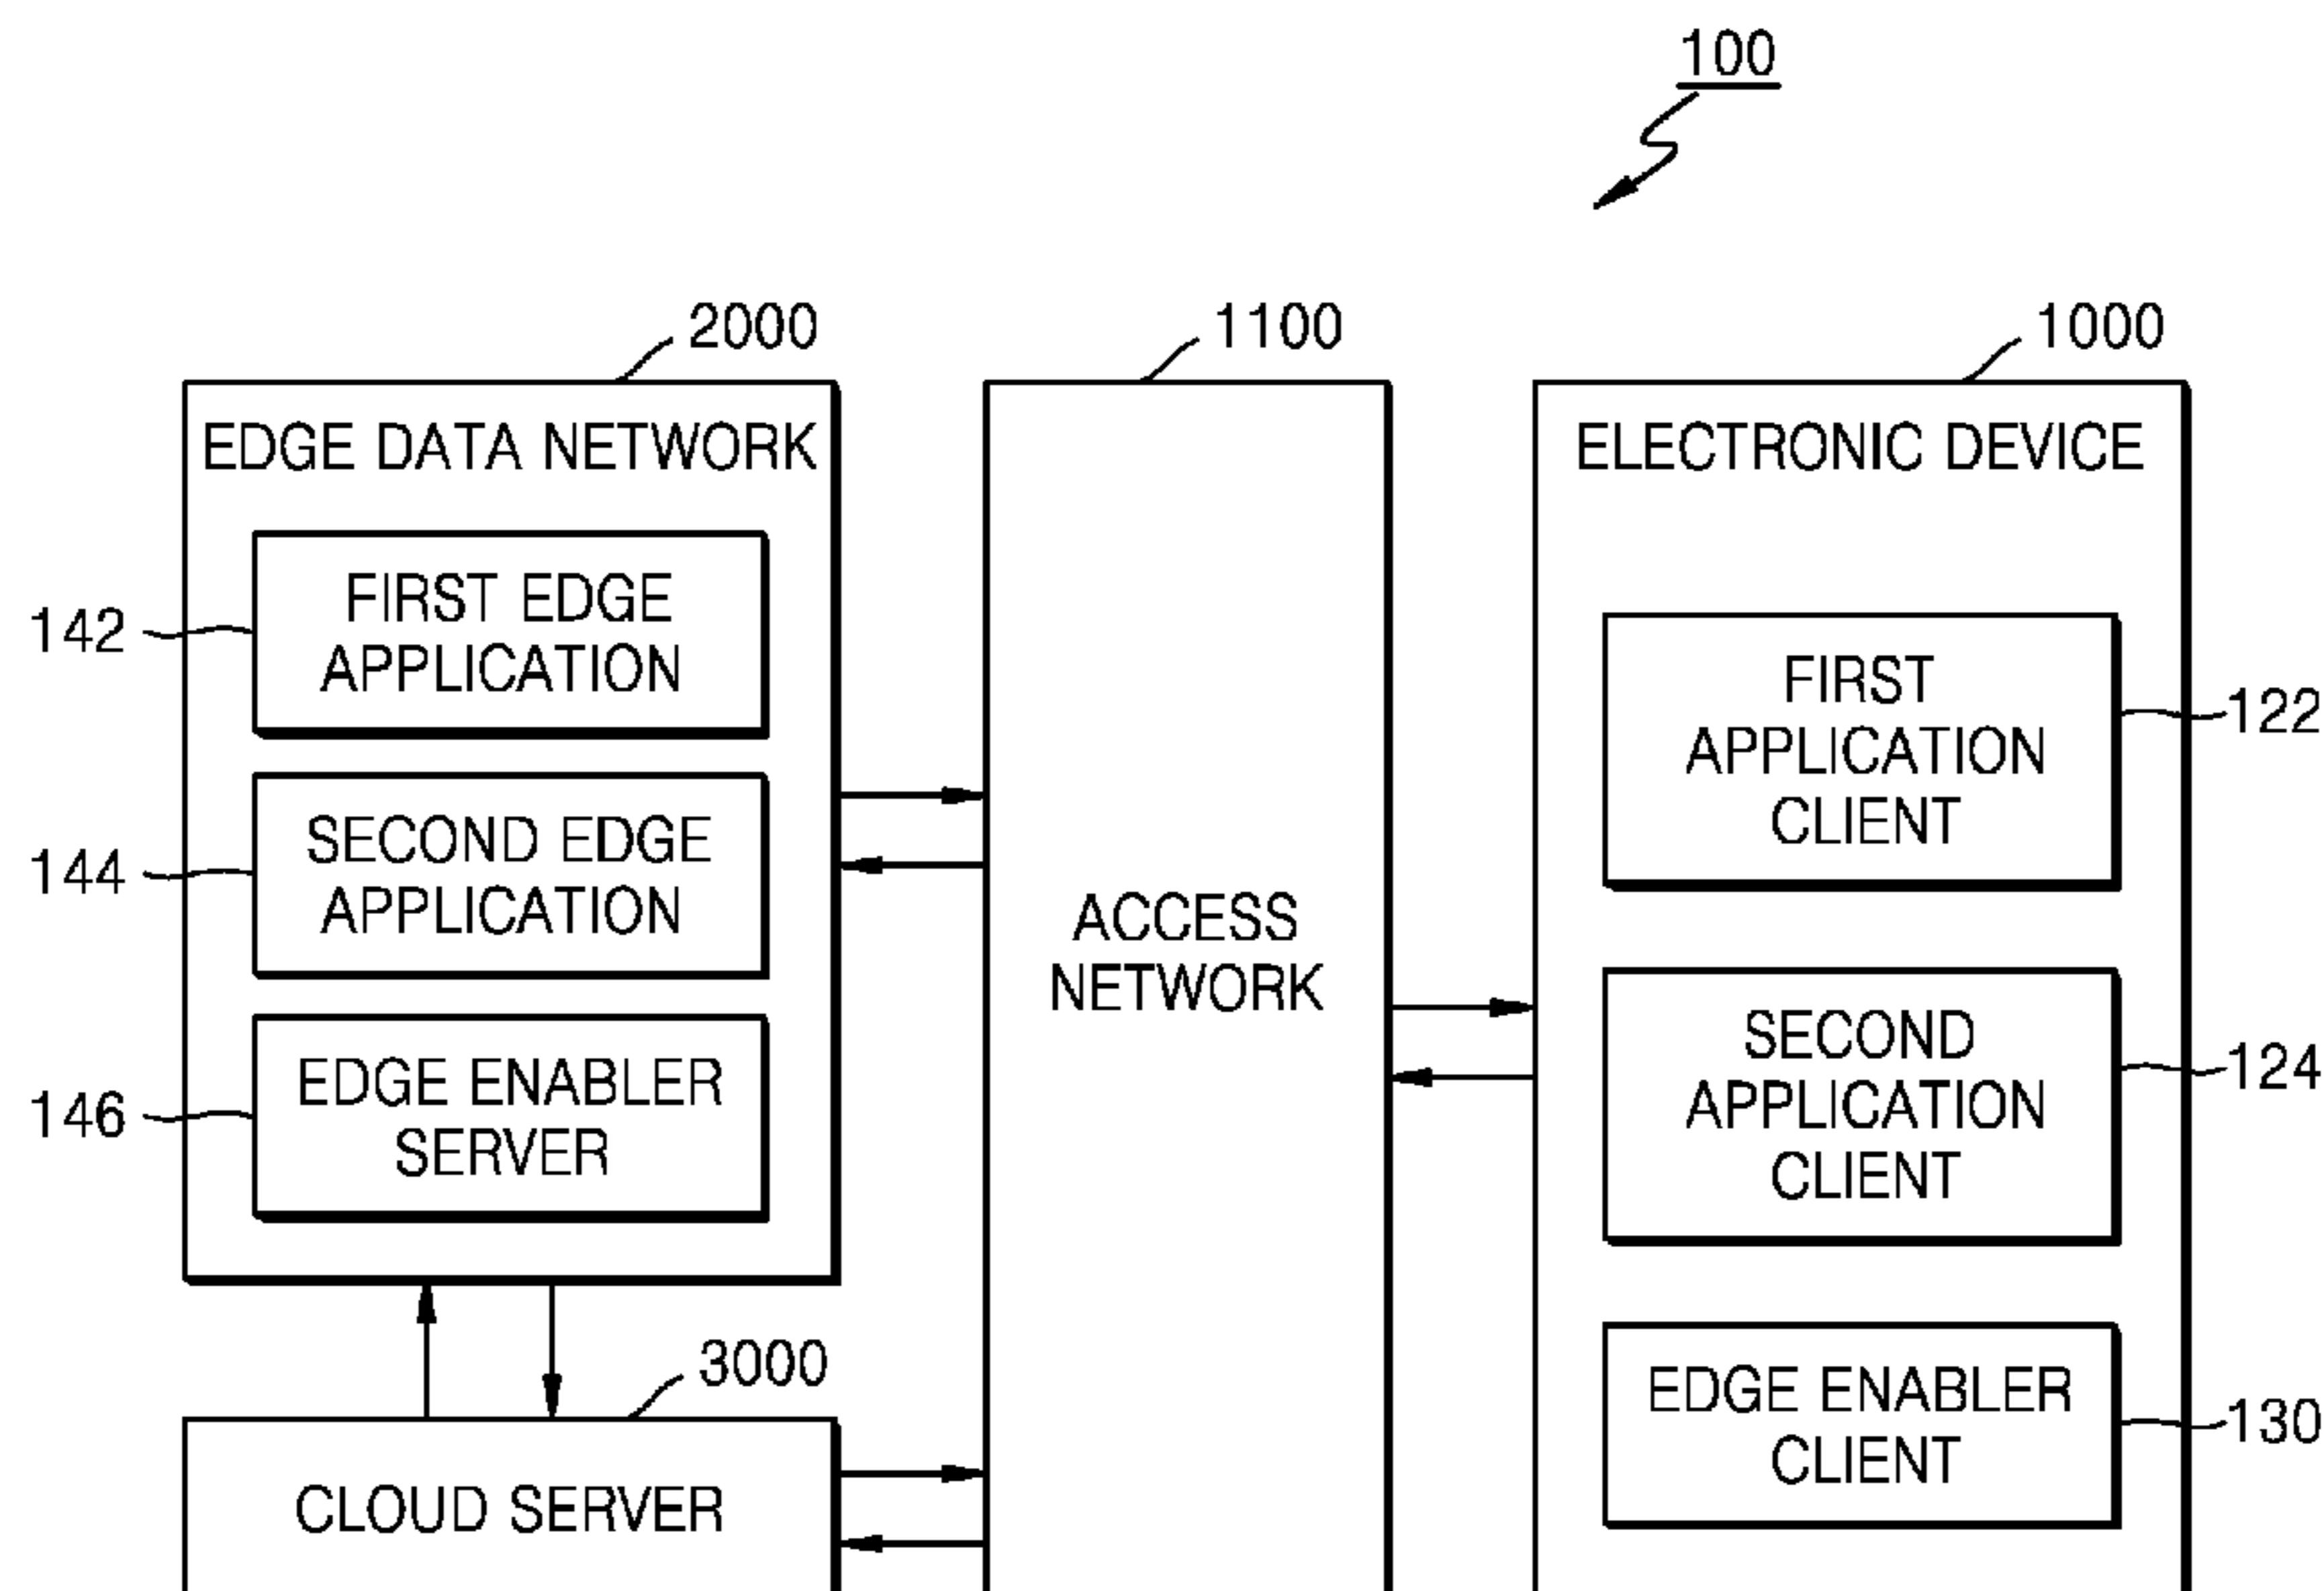 100
2000
EDGE DATA NETWORK
142
FIRST EDGE
APPLICATION
144
SECOND EDGE
APPLICATION
146
EDGE ENABLER
SERVER
3000
CLOUD SERVER
1100
ACCESS
NETWORK
1000
ELECTRONIC DEVICE
FIRST
APPLICATION
CLIENT
122
SECOND
APPLICATION
CLIENT
124
EDGE ENABLER
CLIENT
130